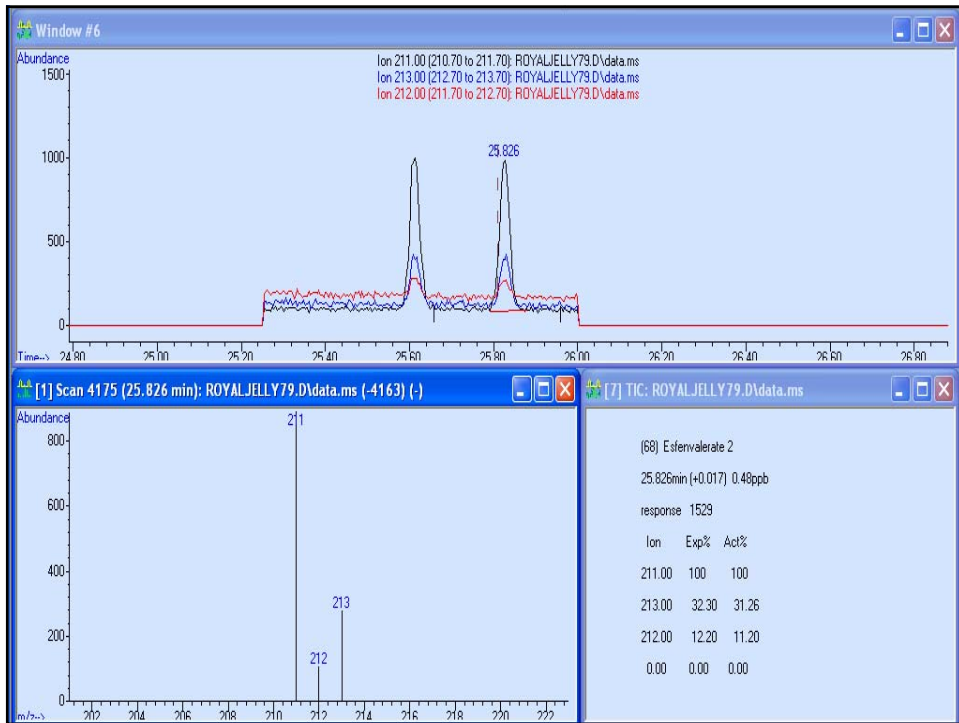 Window #6
Abundance
Ion 211.00 (210.70 to 211.70): ROYALJELLY79.D\data.ms
Ion 213.00 (212.70 to 213.70): ROYALJELLY79.D\data.ms
Ion 212.00 (211.70 to 212.70): ROYALJELLY79.D\data.ms
1500
1000
500
0
25.826
Time--> 24.80 25.00 25.20 25.40 25.60 25.80 26.00 26.20 26.40 26.60 26.80
[1] Scan 4175 (25.826 min): ROYALJELLY79.D\data.ms (-4163) (-)
Abundance
800
600
400
200
0
211
213
212
m/z--> 202 204 206 208 210 212 214 216 218 220 222
[7] TIC: ROYALJELLY79.D\data.ms
(68) Esfenvalerate 2
25.826min (+0.017) 0.48ppb
response 1529
Ion Exp% Act%
211.00 100 100
213.00 32.30 31.26
212.00 12.20 11.20
0.00 0.00 0.00